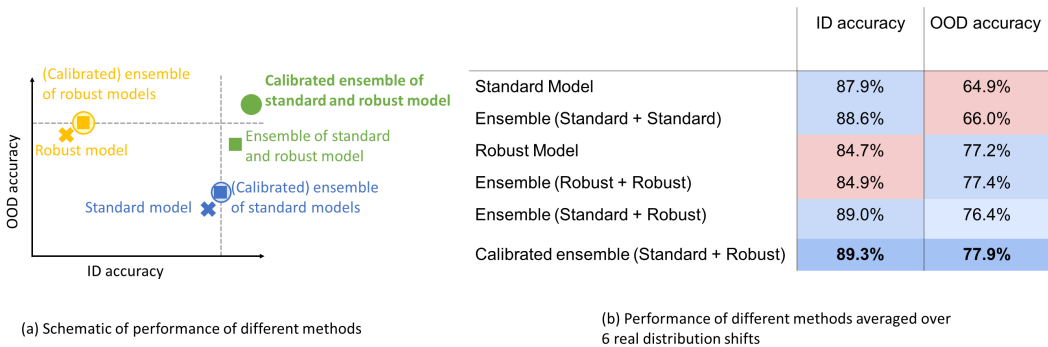 (Calibrated) ensemble
of robust models
Robust model
Calibrated ensemble of
standard and robust model
Ensemble of standard
and robust model
(Calibrated) ensemble
of standard models
Standard model
OOD accuracy
ID accuracy
(a) Schematic of performance of different methods
ID accuracy OOD accuracy
Standard Model 87.9% 64.9%
Ensemble (Standard + Standard) 88.6% 66.0%
Robust Model 84.7% 77.2%
Ensemble (Robust + Robust) 84.9% 77.4%
Ensemble (Standard + Robust) 89.0% 76.4%
Calibrated ensemble (Standard + Robust) 89.3% 77.9%
(b) Performance of different methods averaged over
6 real distribution shifts